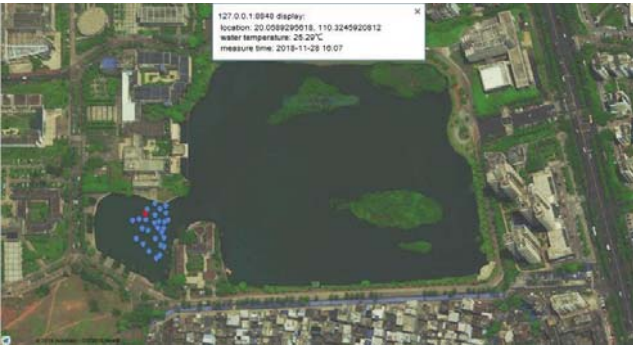 127.0.0.1:8848 display:
location: 20.0589295618, 110.3245920812
water temperature: 26.29℃
measure time: 2018-11-28 16:07